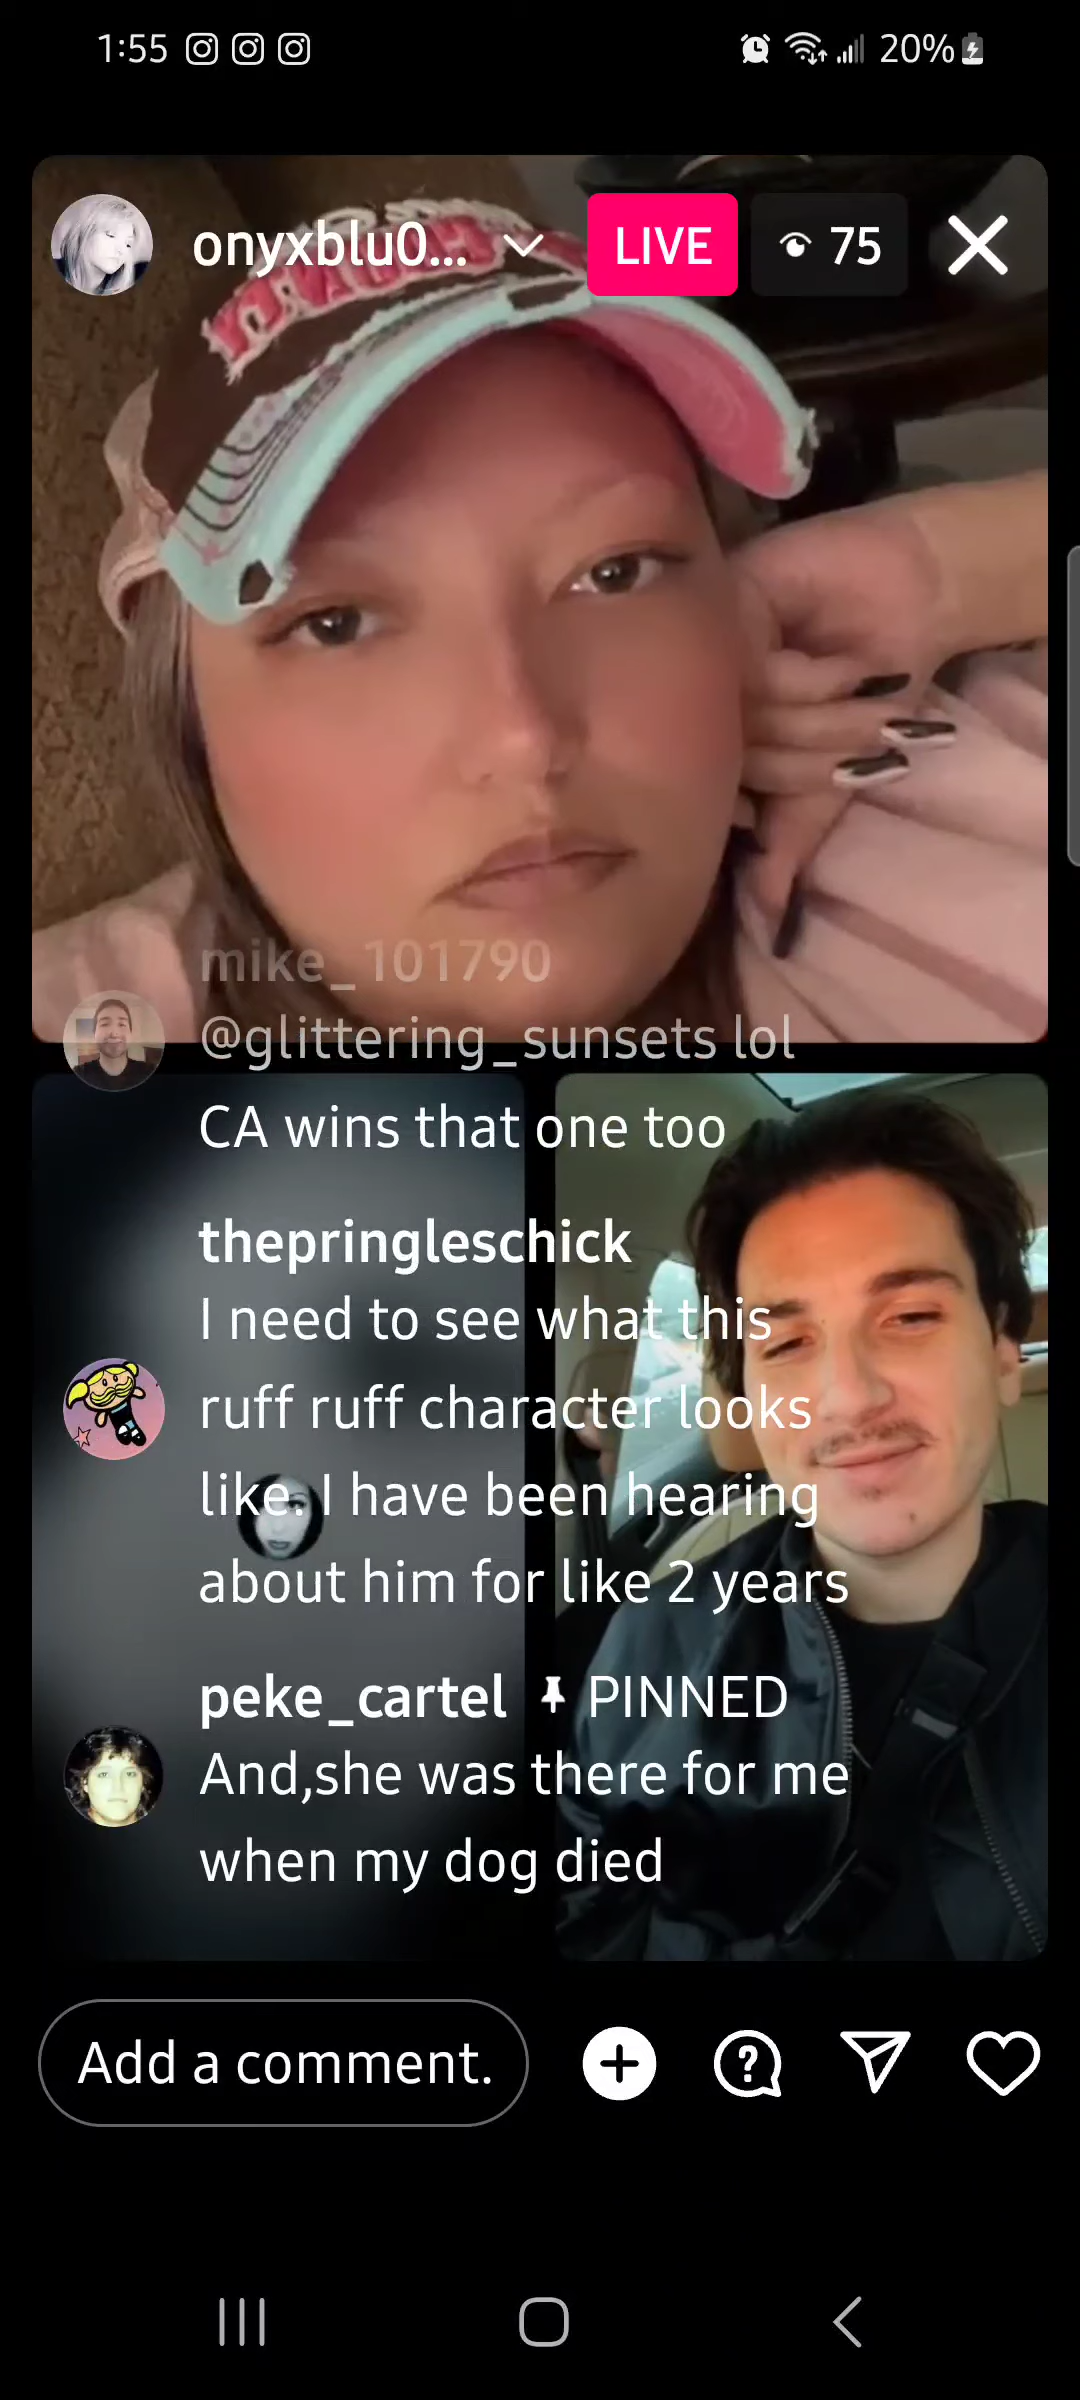 1:55
20%
onyxblu0...
LIVE
75
mike_101790
@glittering_sunsets lol
CA wins that one too
thepringleschick
I need to see what this
ruff ruff character looks
like. I have been hearing
about him for like 2 years
peke_cartel PINNED
And,she was there for me
when my dog died
Add a comment.